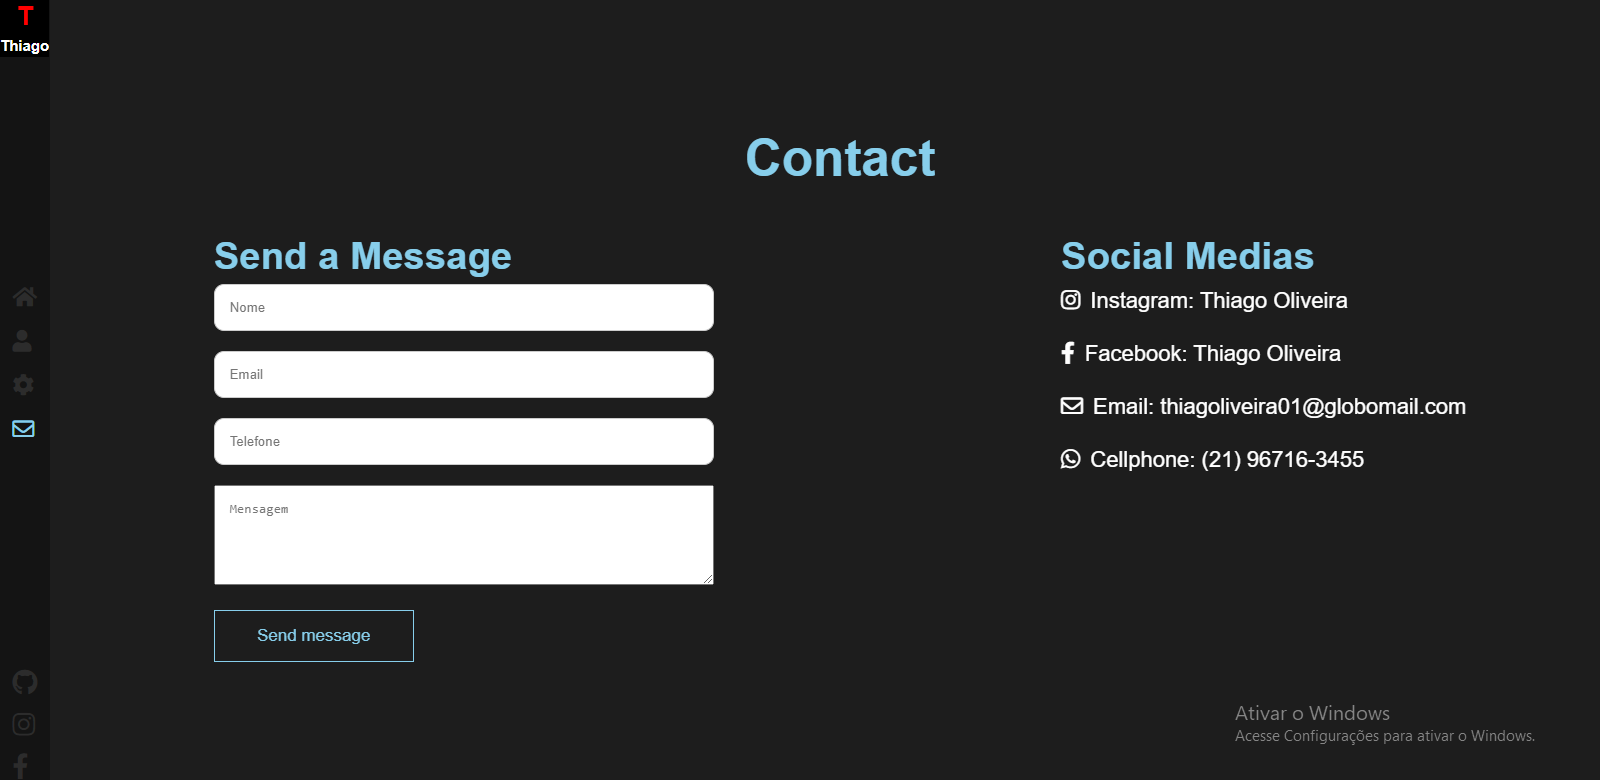 T
Thiago
Contact
Send a Message
Nome
Email
Telefone
Mensagem
Send message
Social Medias
Instagram: Thiago Oliveira
Facebook: Thiago Oliveira
Email: thiagoliveira01@globomail.com
Cellphone: (21) 96716-3455
Ativar o Windows
Acesse Configurações para ativar o Windows.